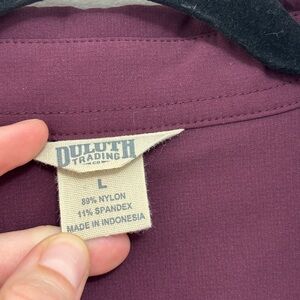 DULUTH
TRADING
CO
L
89% NYLON
11% SPANDEX
MADE IN INDONESIA